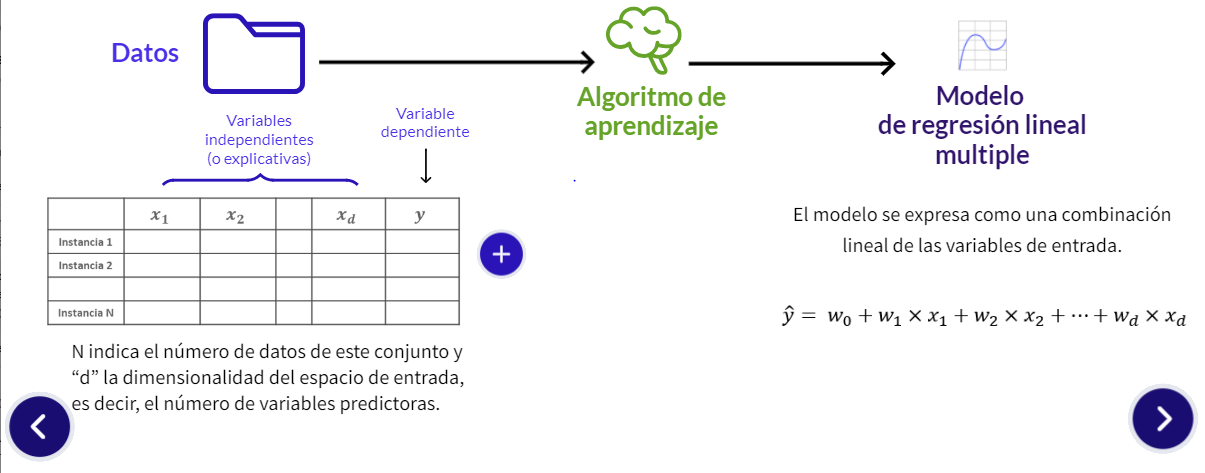 Datos
Variables
independientes
(o explicativas)
Variable
dependiente
Algoritmo de
aprendizaje
Modelo
de regresión lineal
multiple
x₁ x₂ x_d y
Instancia 1
Instancia 2
Instancia N
N indica el número de datos de este conjunto y
“d” la dimensionalidad del espacio de entrada,
es decir, el número de variables predictoras.
El modelo se expresa como una combinación
lineal de las variables de entrada.
ŷ = w₀ + w₁ × x₁ + w₂ × x₂ + ⋯ + w_d × x_d